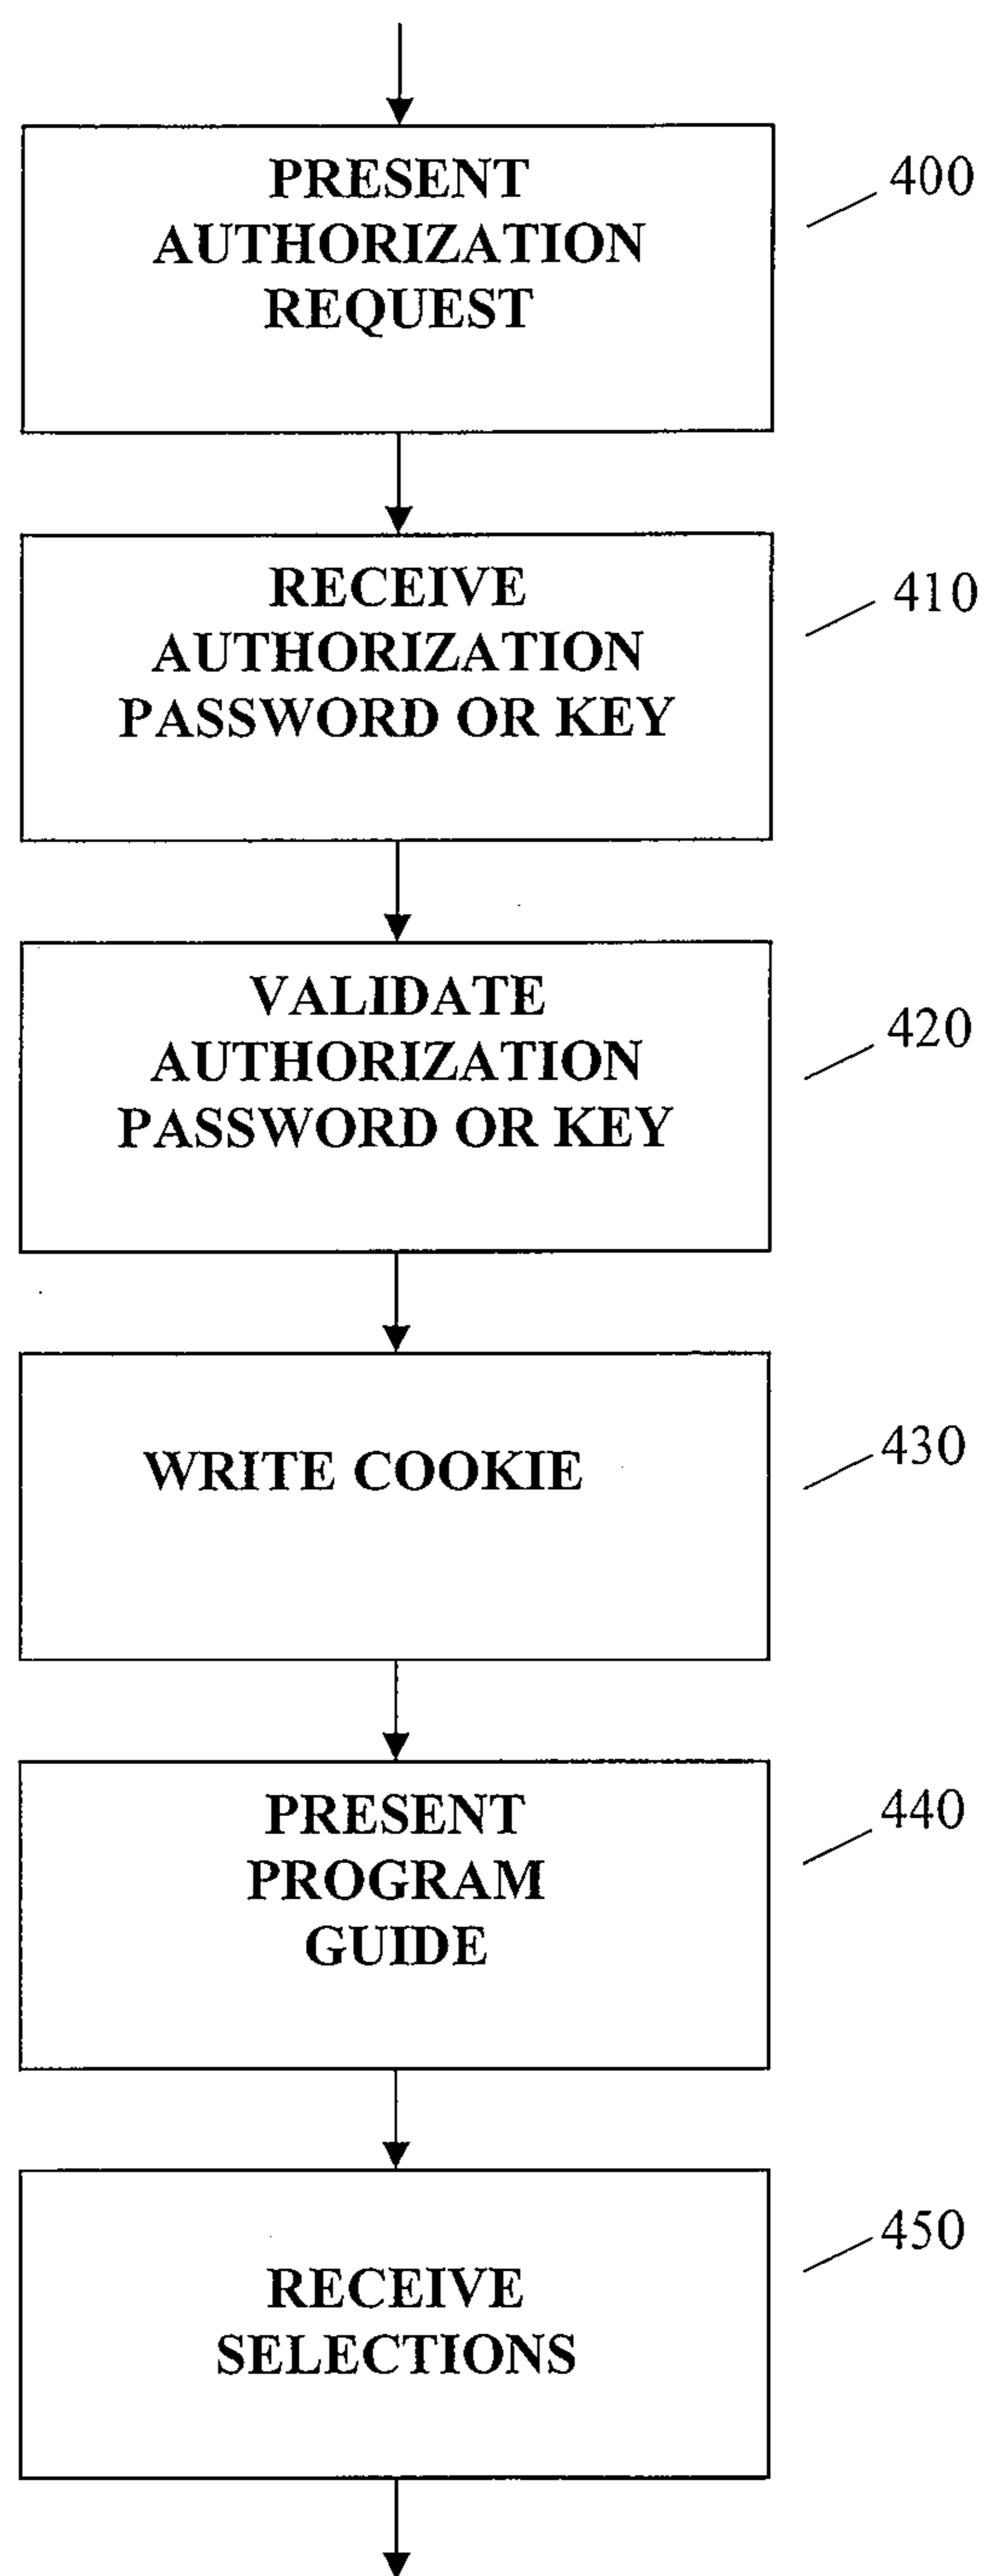 PRESENT
AUTHORIZATION
REQUEST
400
RECEIVE
AUTHORIZATION
PASSWORD OR KEY
410
VALIDATE
AUTHORIZATION
PASSWORD OR KEY
420
WRITE COOKIE
430
PRESENT
PROGRAM
GUIDE
440
RECEIVE
SELECTIONS
450